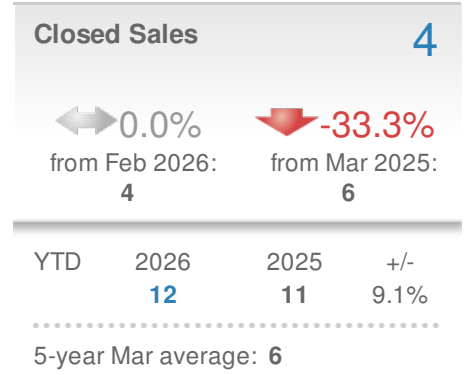 Closed Sales 4
0.0% -33.3%
from Feb 2026: from Mar 2025:
4 6
YTD 2026 2025 +/-
12 11 9.1%
5-year Mar average: 6